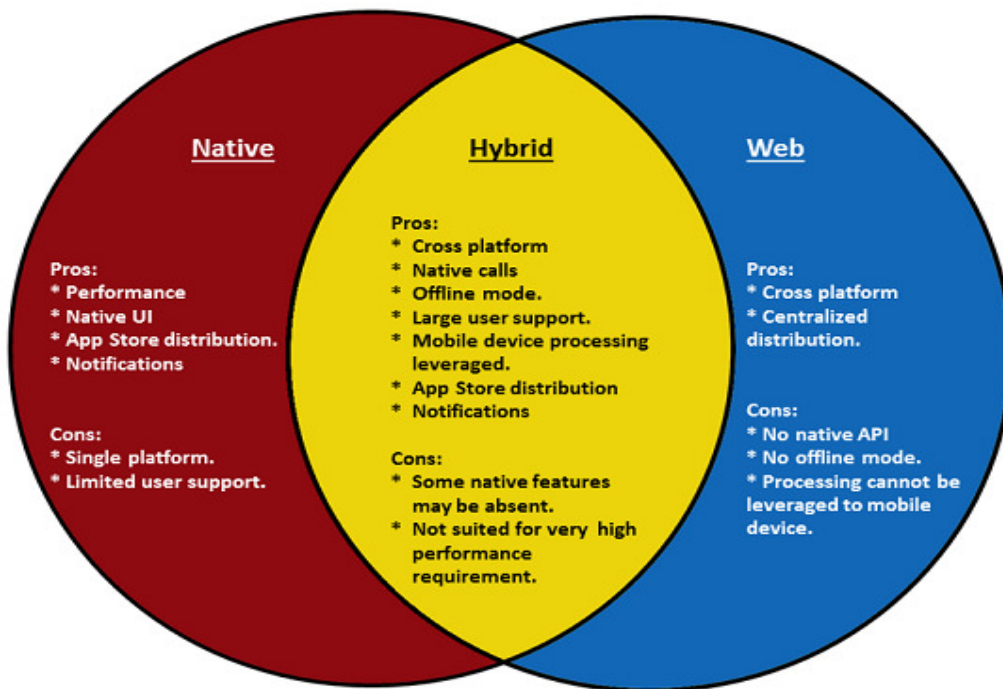 Native
Pros:
* Performance
* Native UI
* App Store distribution.
* Notifications
Cons:
* Single platform.
* Limited user support.
Hybrid
Pros:
* Cross platform
* Native calls
* Offline mode.
* Large user support.
* Mobile device processing
leveraged.
* App Store distribution
* Notifications
Cons:
* Some native features
may be absent.
* Not suited for very high
performance
requirement.
Web
Pros:
* Cross platform
* Centralized
distribution.
Cons:
* No native API
* No offline mode.
* Processing cannot be
leveraged to mobile
device.